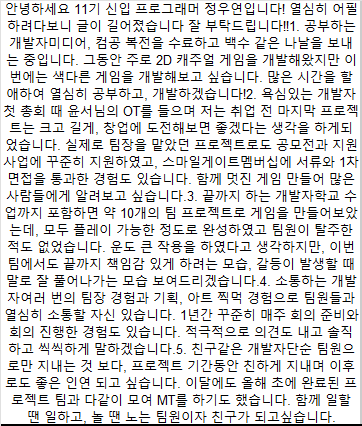 안녕하세요 11기 신입 프로그래머 정우연입니다! 열심히 어필
하려다보니 글이 길어졌습니다 잘 부탁드립니다!!1. 공부하는
개발자미디어, 컴공 복전을 수료하고 백수 같은 나날을 보내
는 중입니다. 그동안 주로 2D 캐주얼 게임을 개발해왔지만 이
번에는 색다른 게임을 개발해보고 싶습니다. 많은 시간을 할
애하여 열심히 공부하고, 개발하겠습니다!2. 욕심있는 개발자
첫 총회 때 윤서님의 OT를 들으며 저는 취업 전 마지막 프로젝
트는 크고 길게, 창업에 도전해보면 좋겠다는 생각을 하게되
었습니다. 실제로 팀장을 맡았던 프로젝트로도 공모전과 지원
사업에 꾸준히 지원하였고, 스마일게이트멤버십에 서류와 1차
면접을 통과한 경험도 있습니다. 함께 멋진 게임 만들어 많은
사람들에게 알려보고 싶습니다.3. 끝까지 하는 개발자학교 수
업까지 포함하면 약 10개의 팀 프로젝트로 게임을 만들어보았
는데, 모두 플레이 가능한 정도로 완성하였고 팀원이 탈주한
적도 없었습니다. 운도 큰 작용을 하였다고 생각하지만, 이번
팀에서도 끝까지 책임감 있게 하려는 모습, 갈등이 발생할 때
말로 잘 풀어나가는 모습 보여드리겠습니다.4. 소통하는 개발
자여러 번의 팀장 경험과 기획, 아트 찍먹 경험으로 팀원들과
열심히 소통할 자신 있습니다. 1년간 꾸준히 매주 회의 준비와
회의 진행한 경험도 있습니다. 적극적으로 의견도 내고 솔직
하고 씩씩하게 말하겠습니다.5. 친구같은 개발자단순 팀원으
로만 지내는 것 보다, 프로젝트 기간동안 친하게 지내며 이후
로도 좋은 인연 되고 싶습니다. 이달에도 올해 초에 완료된 프
로젝트 팀과 다같이 모여 MT를 하기도 했습니다. 함께 일할
땐 일하고, 놀 땐 노는 팀원이자 친구가 되고싶습니다.